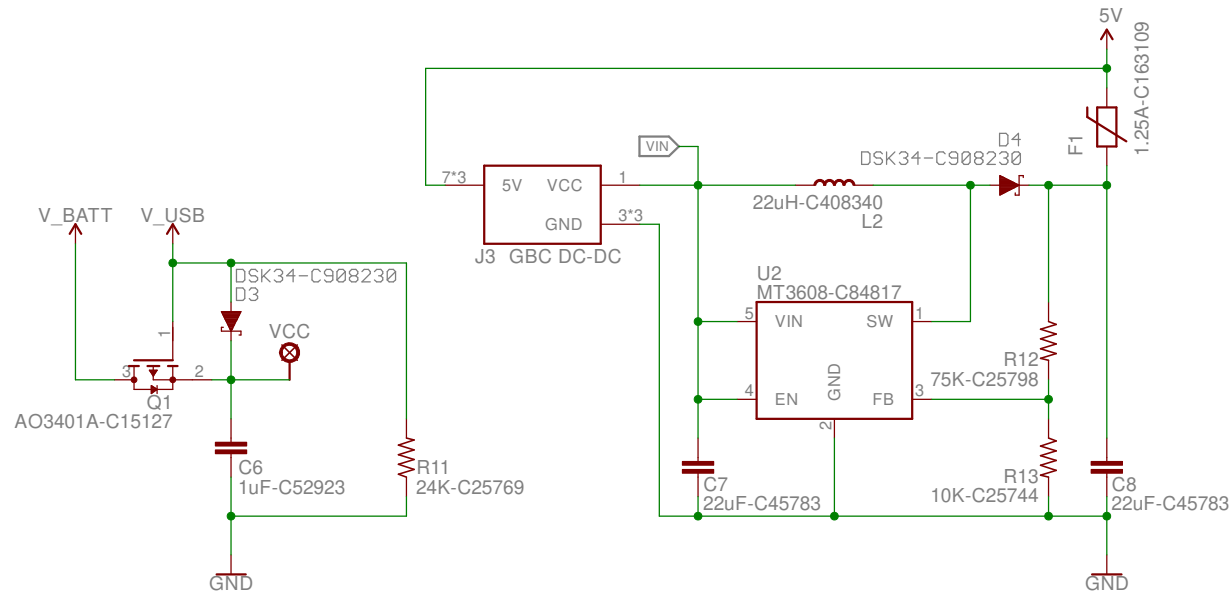 5V
1.25A-C163109
F1
VIN
D4
DSK34-C908230
7*3
5V
VCC
1
GND
3*3
J3 GBC DC-DC
22uH-C408340
L2
V_BATT
V_USB
DSK34-C908230
D3
VCC
1
3
2
Q1
AO3401A-C15127
U2
MT3608-C84817
5
VIN
SW
1
4
EN
GND
FB
3
2
R12
75K-C25798
C6
1uF-C52923
R11
24K-C25769
C7
22uF-C45783
R13
10K-C25744
C8
22uF-C45783
GND
GND